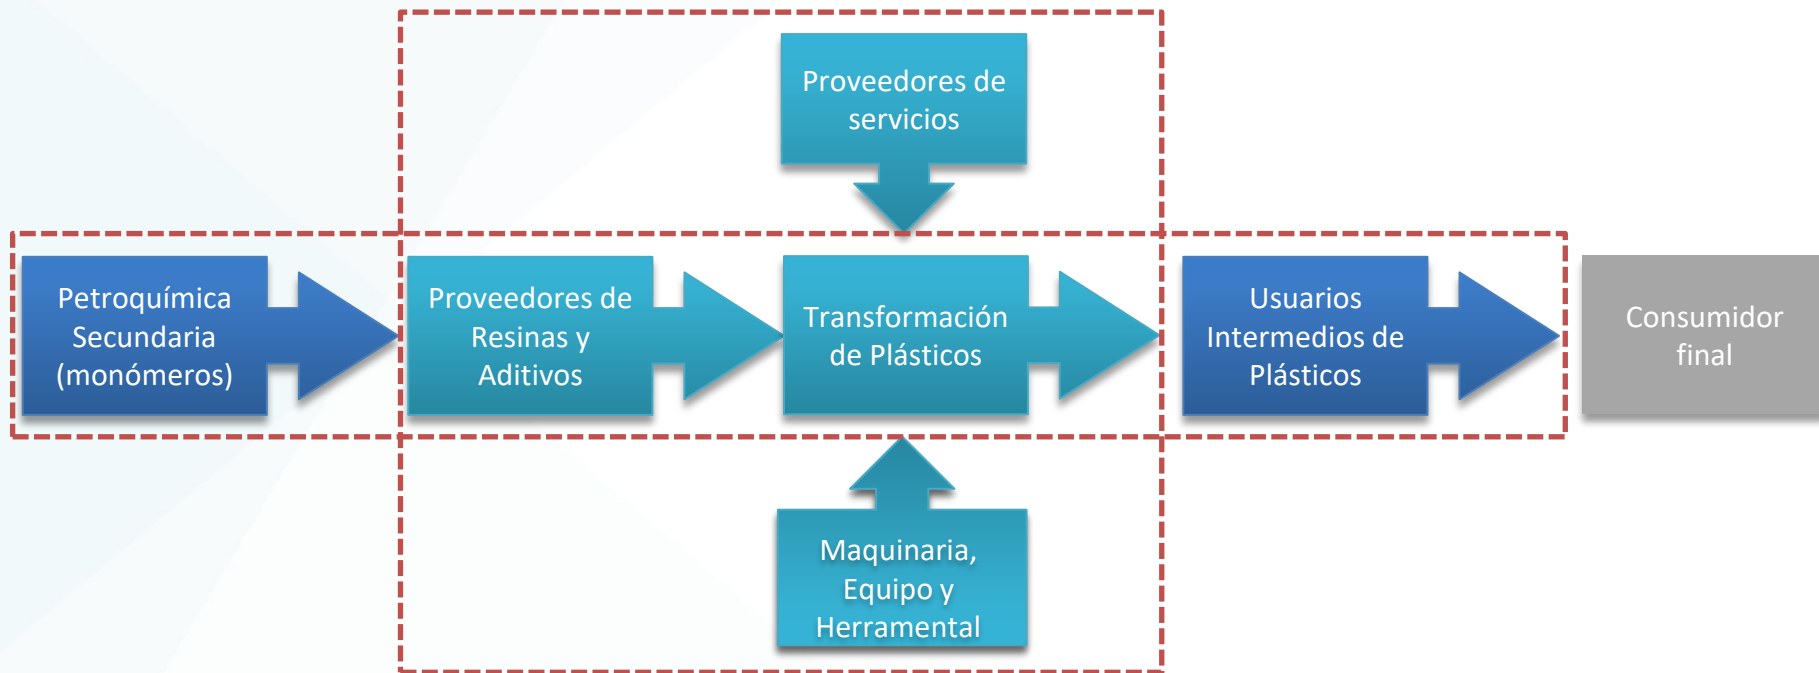 Proveedores de
servicios
Petroquímica
Secundaria
(monómeros)
Proveedores de
Resinas y
Aditivos
Transformación
de Plásticos
Usuarios
Intermedios de
Plásticos
Consumidor
final
Maquinaria,
Equipo y
Herramental